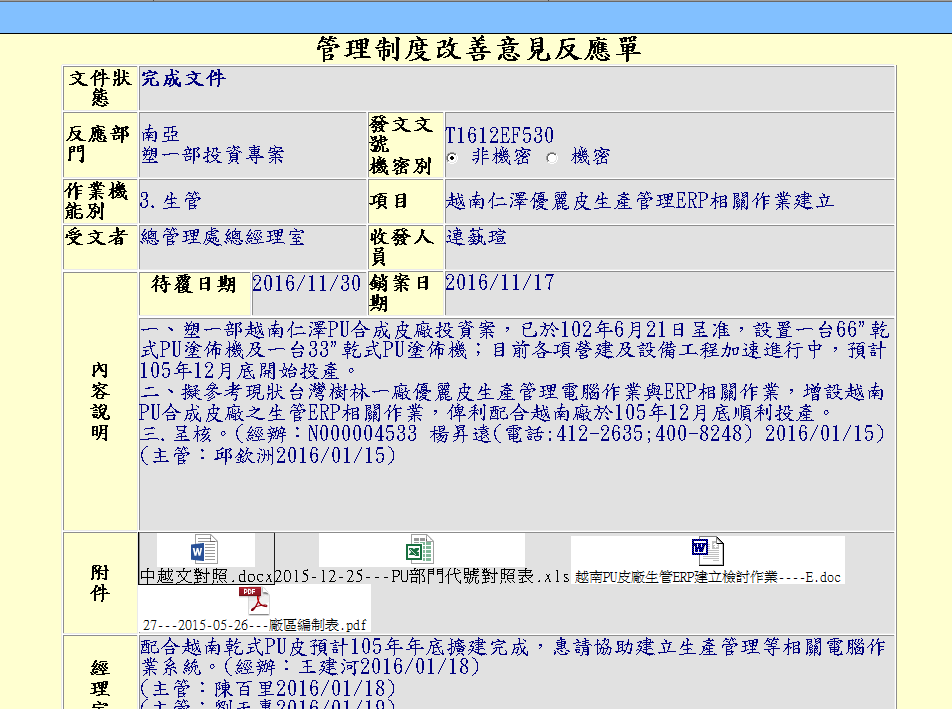 管理制度改善意見反應單
文件狀態 完成文件
反應部門 南亞 塑一部投資專案 發文文號 T1612EF530
機密別 非機密 機密
作業機能別 3.生管 項目 越南仁澤優麗皮生產管理ERP相關作業建立
受文者 總管理處總經理室 收發人員 連蓺瑄
待覆日期 2016/11/30 銷案日期 2016/11/17
內容說明
一、塑一部越南仁澤PU合成皮廠投資案，已於102年6月21日呈准，設置一台66"乾
式PU塗佈機及一台33"乾式PU塗佈機；目前各項營建及設備工程加速進行中，預計
105年12月底開始投產。
二、擬參考現狀台灣樹林一廠優麗皮生產管理電腦作業與ERP相關作業，增設越南
PU合成皮廠之生管ERP相關作業，俾利配合越南廠於105年12月底順利投產。
三.呈核。(經辦：N000004533 楊昇遠(電話:412-2635;400-8248) 2016/01/15)
(主管：邱欽洲2016/01/15)
附件
中越文對照.docx 2015-12-25---PU部門代號對照表.xls 越南PU皮廠生管ERP建立檢討作業----E.doc
27---2015-05-26---廠區編制表.pdf
經理
配合越南乾式PU皮預計105年年底擴建完成，惠請協助建立生產管理等相關電腦作
業系統。(經辦：王建河2016/01/18)
(主管：陳百里2016/01/18)